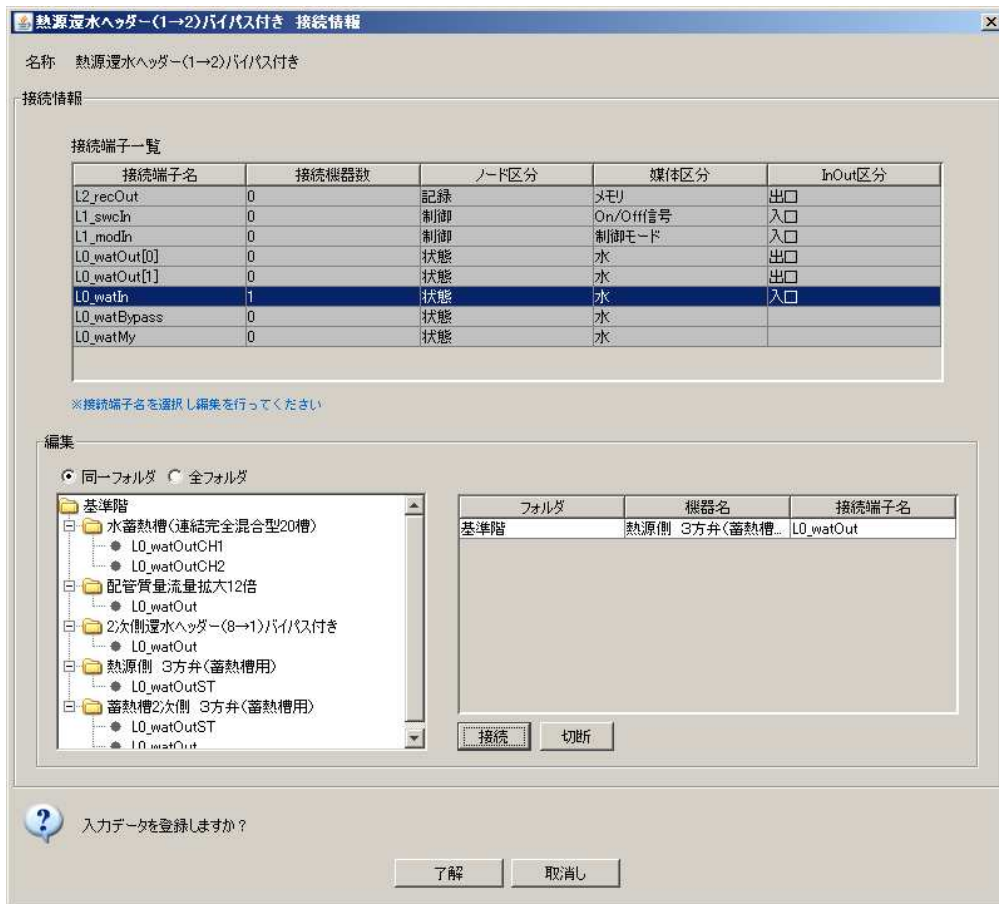 熱源還水ヘッダー(1→2)バイパス付き 接続情報
名称 熱源還水ヘッダー(1→2)バイパス付き
接続情報
接続端子一覧
接続端子名 接続機器数 ノード区分 媒体区分 InOut区分
L2_recOut 0 記録 メモリ 出口
L1_swcIn 0 制御 On/Off信号 入口
L1_modIn 0 制御 制御モード 入口
L0_watOut[0] 0 状態 水 出口
L0_watOut[1] 0 状態 水 出口
L0_watIn 1 状態 水 入口
L0_watBypass 0 状態 水
L0_watMy 0 状態 水
※接続端子名を選択し編集を行ってください
編集
同一フォルダ 全フォルダ
基準階
水蓄熱槽(連結完全混合型20槽)
L0_watOutCH1
L0_watOutCH2
配管質量流量拡大12倍
L0_watOut
2次側還水ヘッダー(8→1)バイパス付き
L0_watOut
熱源側 3方弁(蓄熱槽用)
L0_watOutST
蓄熱槽2次側 3方弁(蓄熱槽用)
L0_watOutST
L0_watOut
フォルダ 機器名 接続端子名
基準階 熱源側 3方弁(蓄熱槽... L0_watOut
接続 切断
入力データを登録しますか?
了解 取消し